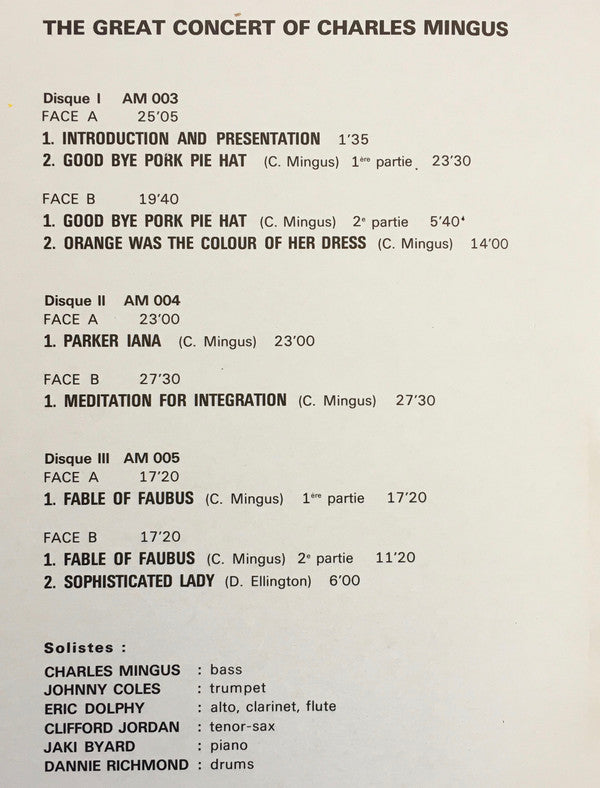 THE GREAT CONCERT OF CHARLES MINGUS
Disque I AM 003
FACE A 25'05
1. INTRODUCTION AND PRESENTATION 1'35
2. GOOD BYE PORK PIE HAT (C. Mingus) 1ère partie. 23'30
FACE B 19'40
1. GOOD BYE PORK PIE HAT (C. Mingus) 2e partie 5'40
2. ORANGE WAS THE COLOUR OF HER DRESS (C. Mingus) 14'00
Disque II AM 004
FACE A 23'00
1. PARKER IANA (C. Mingus) 23'00
FACE B 27'30
1. MEDITATION FOR INTEGRATION (C. Mingus) 27'30
Disque III AM 005
FACE A 17'20
1. FABLE OF FAUBUS (C. Mingus) 1ère partie 17'20
FACE B 17'20
1. FABLE OF FAUBUS (C. Mingus) 2e partie 11'20
2. SOPHISTICATED LADY (D. Ellington) 6'00
Solistes :
CHARLES MINGUS : bass
JOHNNY COLES : trumpet
ERIC DOLPHY : alto, clarinet, flute
CLIFFORD JORDAN : tenor-sax
JAKI BYARD : piano
DANNIE RICHMOND : drums